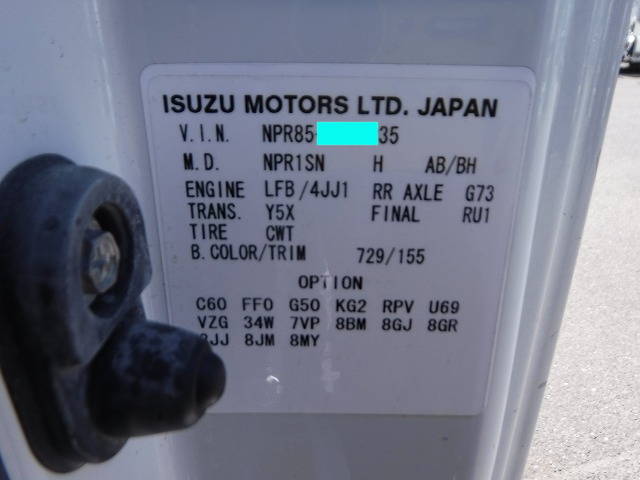 ISUZU MOTORS LTD. JAPAN
V.I.N. NPR85- 35
M.D. NPR1SN H AB/BH
ENGINE LFB/4JJ1 RR AXLE G73
TRANS. Y5X FINAL RU1
TIRE CWT
B.COLOR/TRIM 729/155
OPTION
C60 FF0 G50 KG2 RPV U69
VZG 34W 7VP 8BM 8GJ 8GR
8JM 8MY